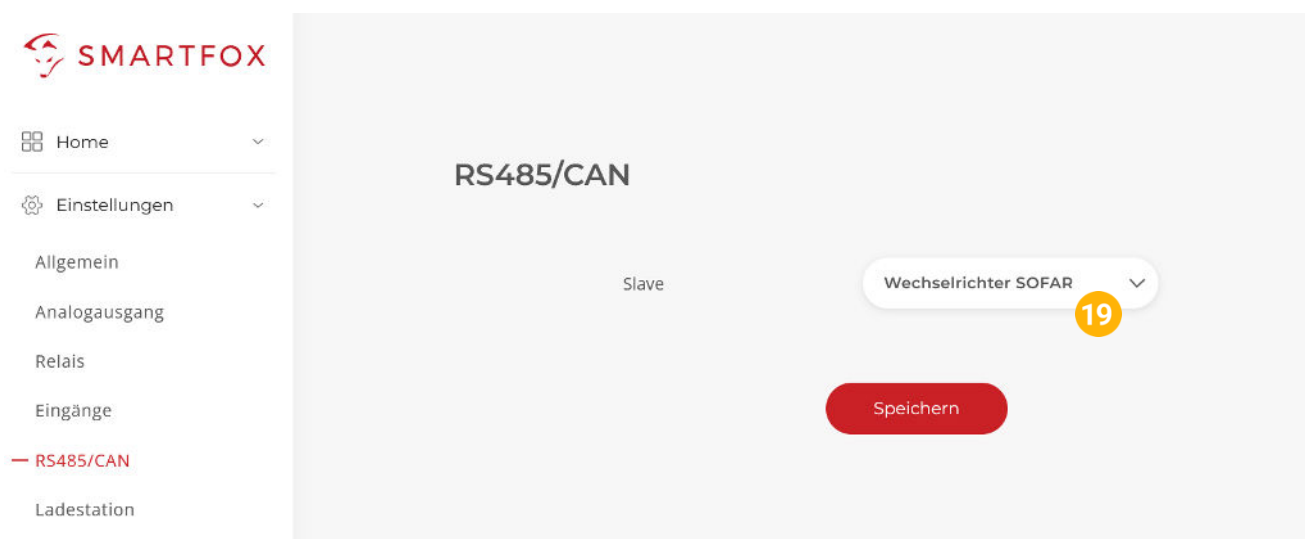 SMARTFOX
Home
Einstellungen
Allgemein
Analogausgang
Relais
Eingänge
RS485/CAN
Ladestation
RS485/CAN
Slave
Wechselrichter SOFAR
19
Speichern